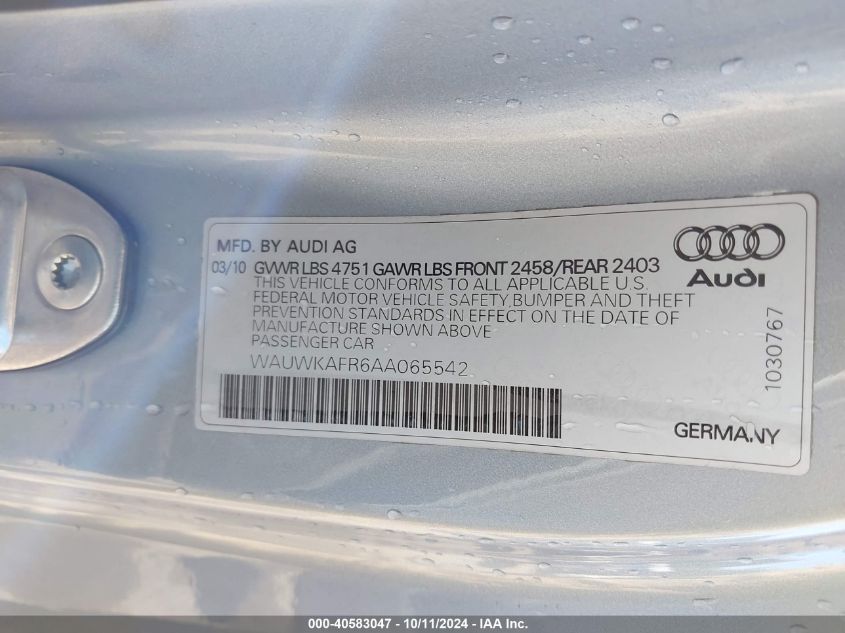 MFD. BY AUDI AG
03/10 GVWR LBS 4751 GAWR LBS FRONT 2458/REAR 2403
THIS VEHICLE CONFORMS TO ALL APPLICABLE U.S.
FEDERAL MOTOR VEHICLE SAFETY, BUMPER AND THEFT
PREVENTION STANDARDS IN EFFECT ON THE DATE OF
MANUFACTURE SHOWN ABOVE
PASSENGER CAR
WAUWKAFR6AA065542
Audi
1030767
GERMANY
000-40583047 - 10/11/2024 - IAA Inc.